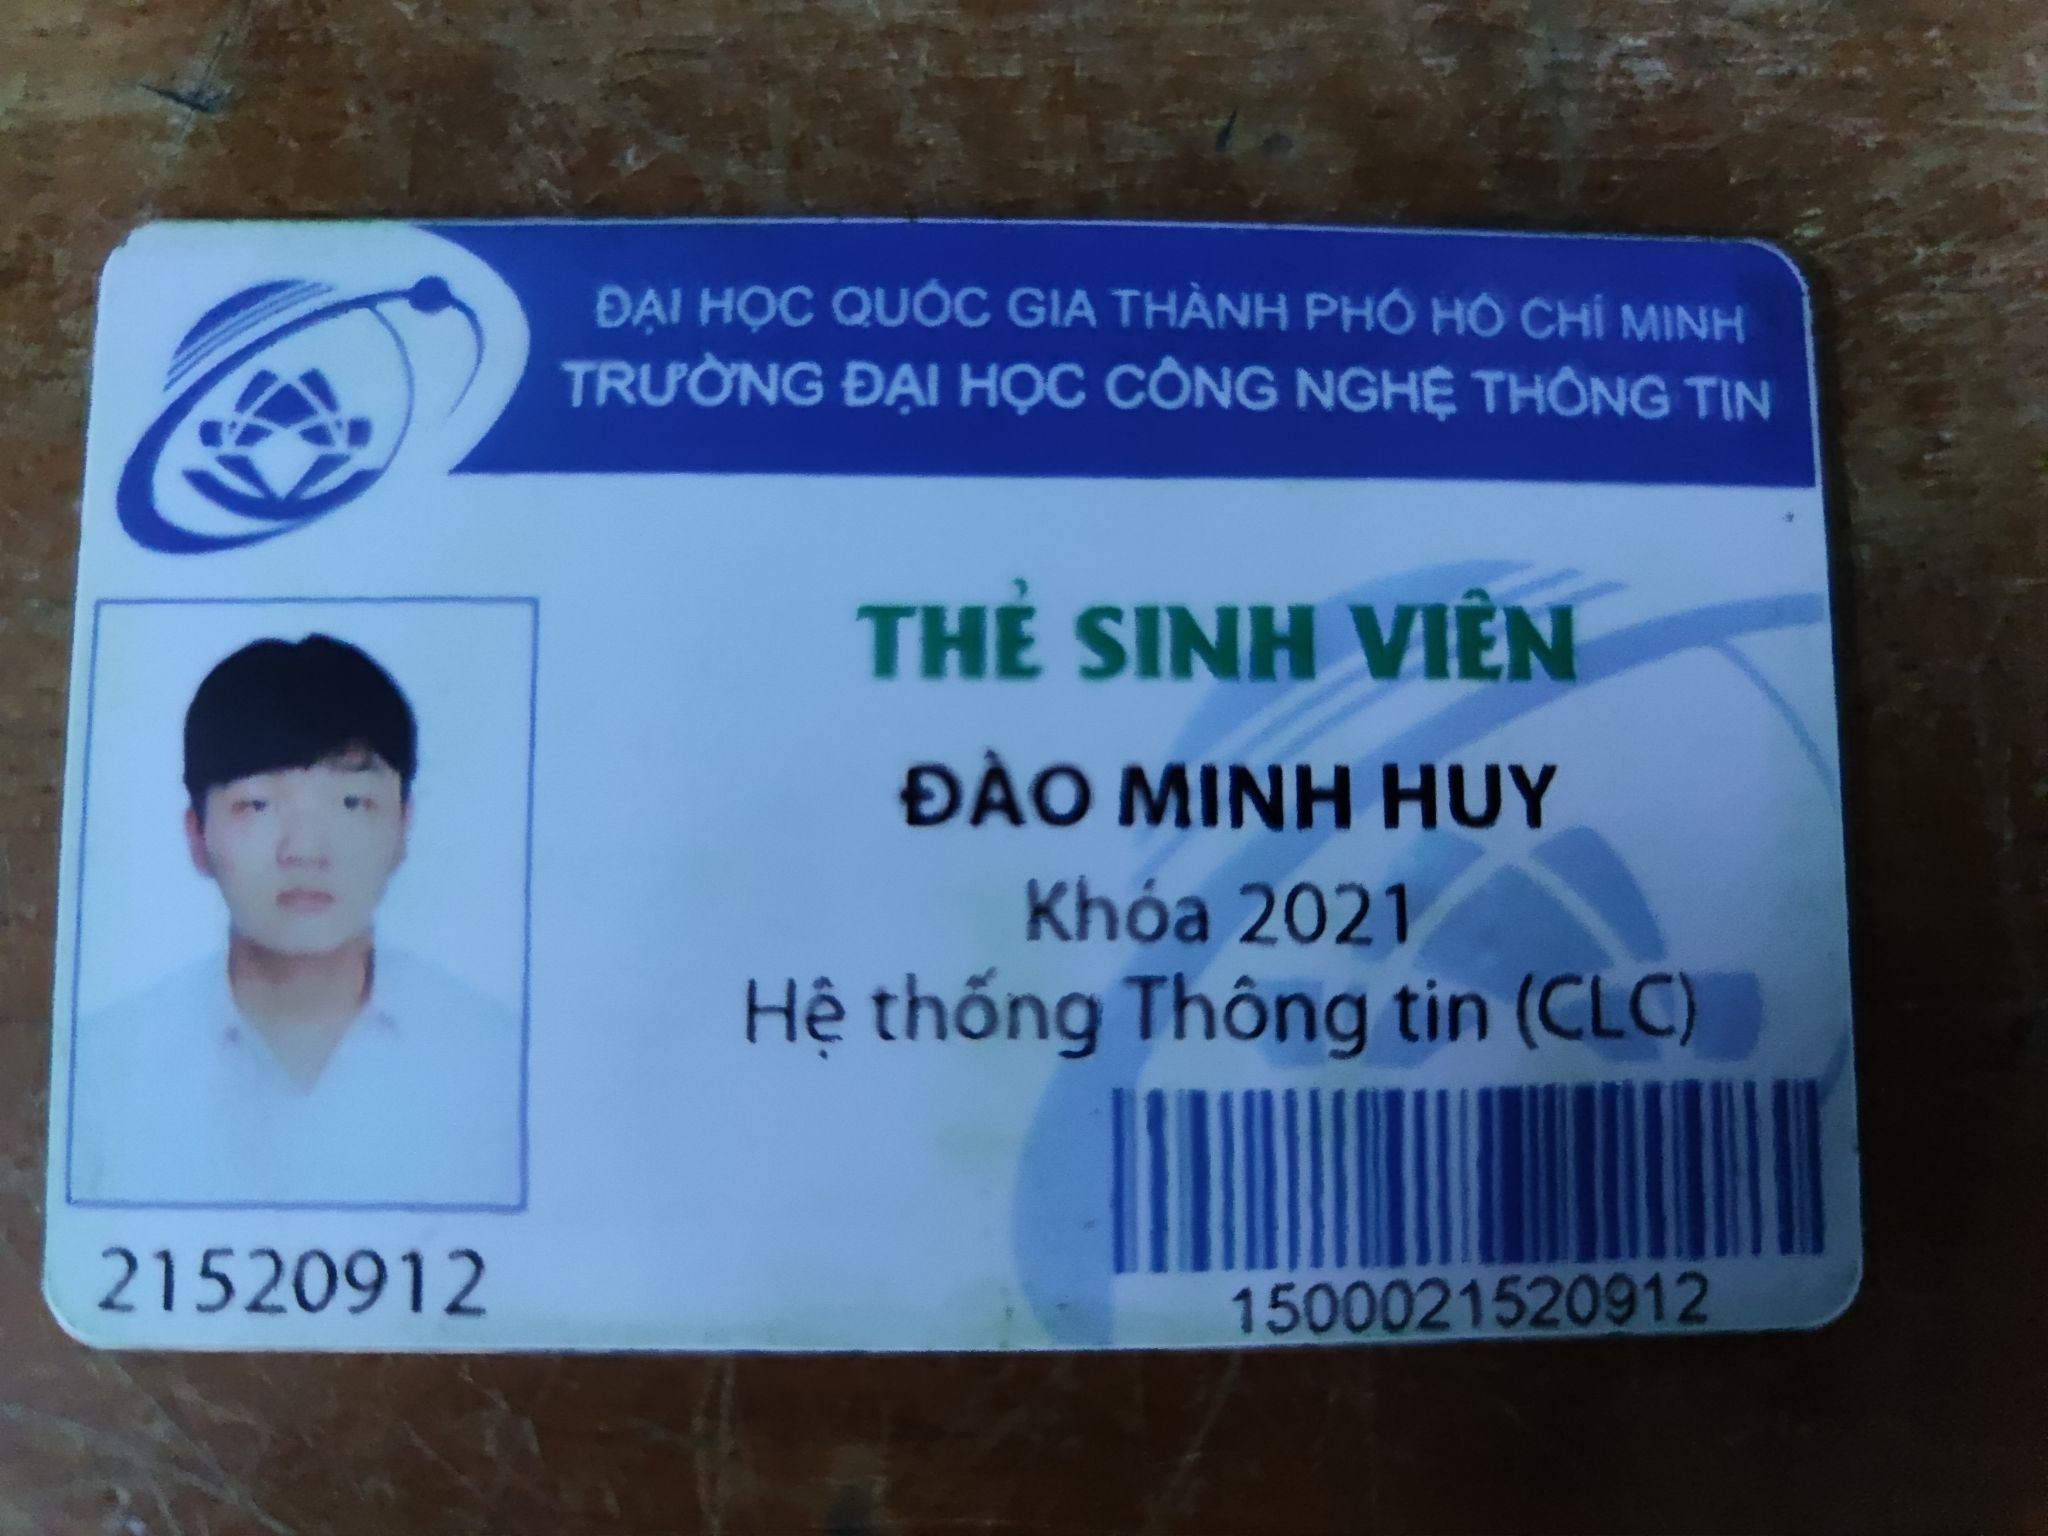 ĐẠI HỌC QUỐC GIA THÀNH PHỐ HỒ CHÍ MINH
TRƯỜNG ĐẠI HỌC CÔNG NGHỆ THÔNG TIN
THẺ SINH VIÊN
ĐÀO MINH HUY
Khóa 2021
Hệ thống Thông tin (CLC)
21520912
1500021520912